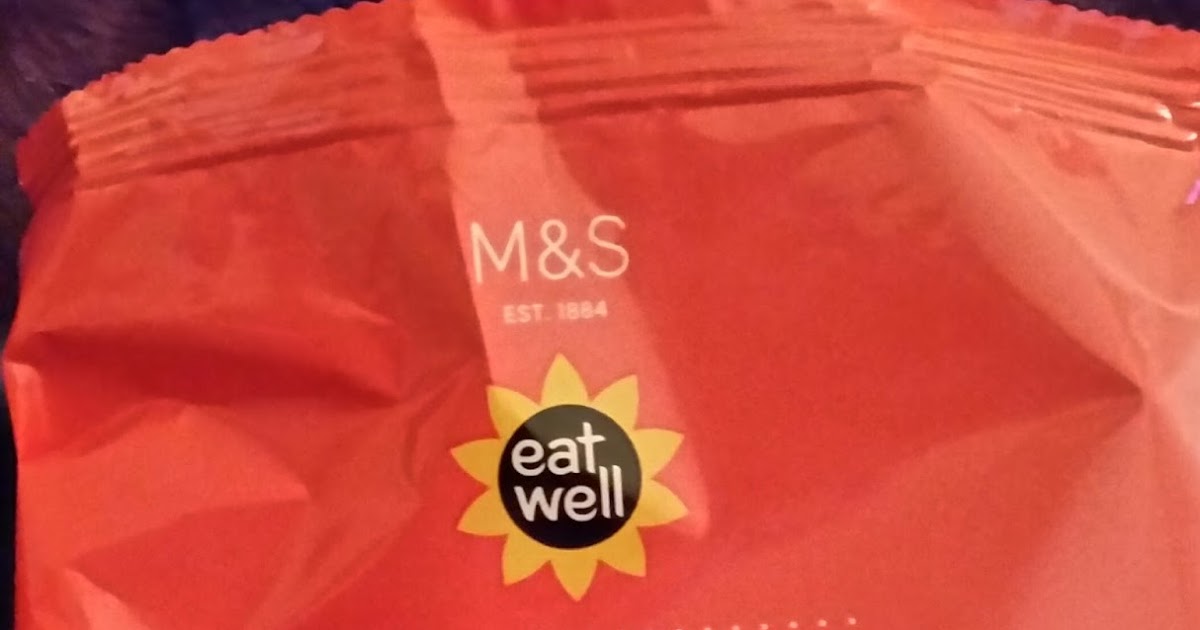 M&S
EST. 1884
eat
well